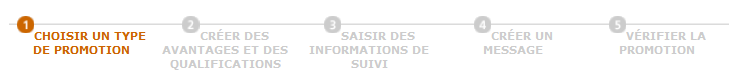 1 CHOISIR UN TYPE
DE PROMOTION
2 CRÉER DES
AVANTAGES ET DES
QUALIFICATIONS
3 SAISIR DES
INFORMATIONS DE
SUIVI
4 CRÉER UN
MESSAGE
5 VÉRIFIER LA
PROMOTION